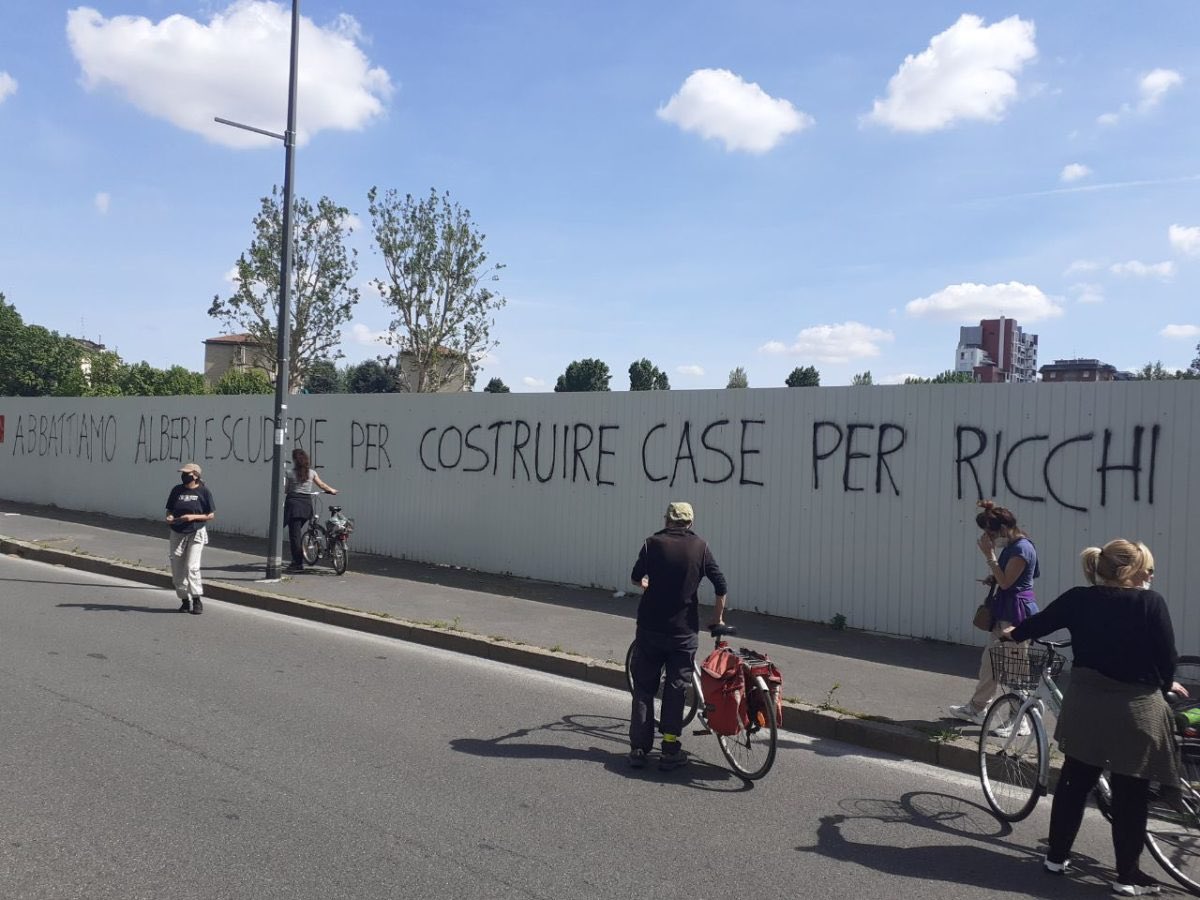 ABBATTIAMO ALBERI E SCUDERIE PER COSTRUIRE CASE PER RICCHI